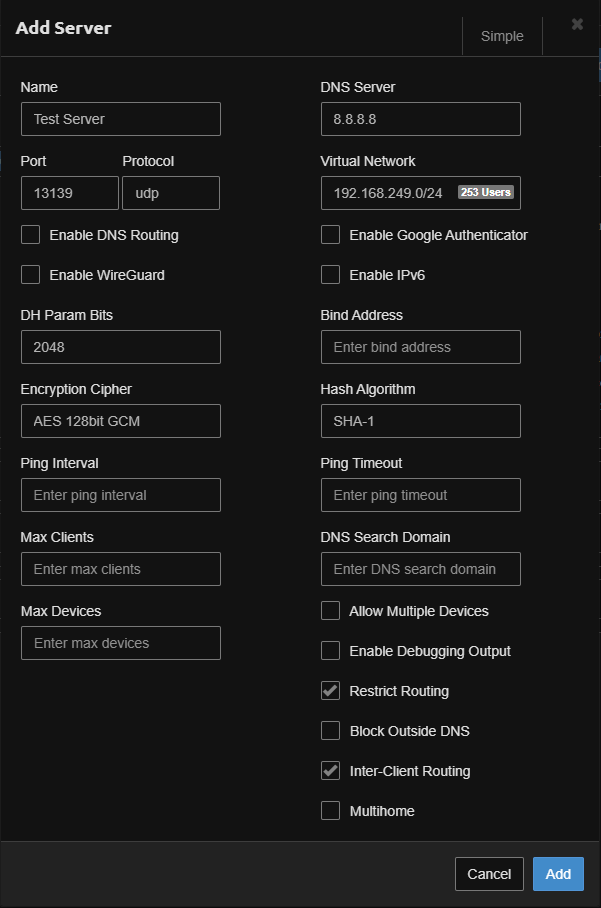 Add Server
Simple
Name
DNS Server
Test Server
8.8.8.8
Port
Protocol
Virtual Network
13139
udp
192.168.249.0/24
253 Users
Enable DNS Routing
Enable Google Authenticator
Enable WireGuard
Enable IPv6
DH Param Bits
Bind Address
2048
Enter bind address
Encryption Cipher
Hash Algorithm
AES 128bit GCM
SHA-1
Ping Interval
Ping Timeout
Enter ping interval
Enter ping timeout
Max Clients
DNS Search Domain
Enter max clients
Enter DNS search domain
Max Devices
Allow Multiple Devices
Enter max devices
Enable Debugging Output
Restrict Routing
Block Outside DNS
Inter-Client Routing
Multihome
Cancel
Add